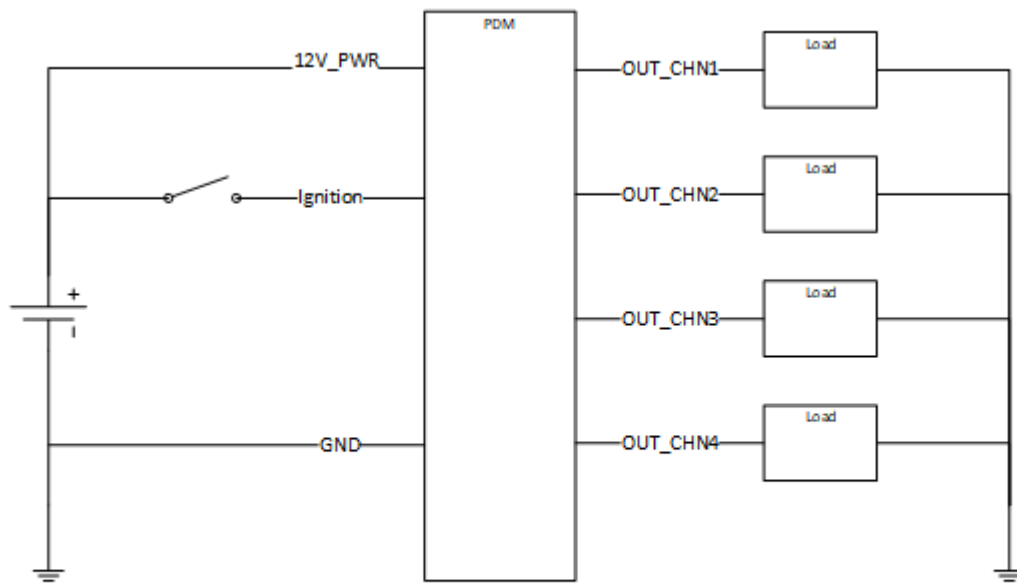 PDM
12V_PWR
Ignition
+
-
GND
OUT_CHN1
Load
OUT_CHN2
Load
OUT_CHN3
Load
OUT_CHN4
Load